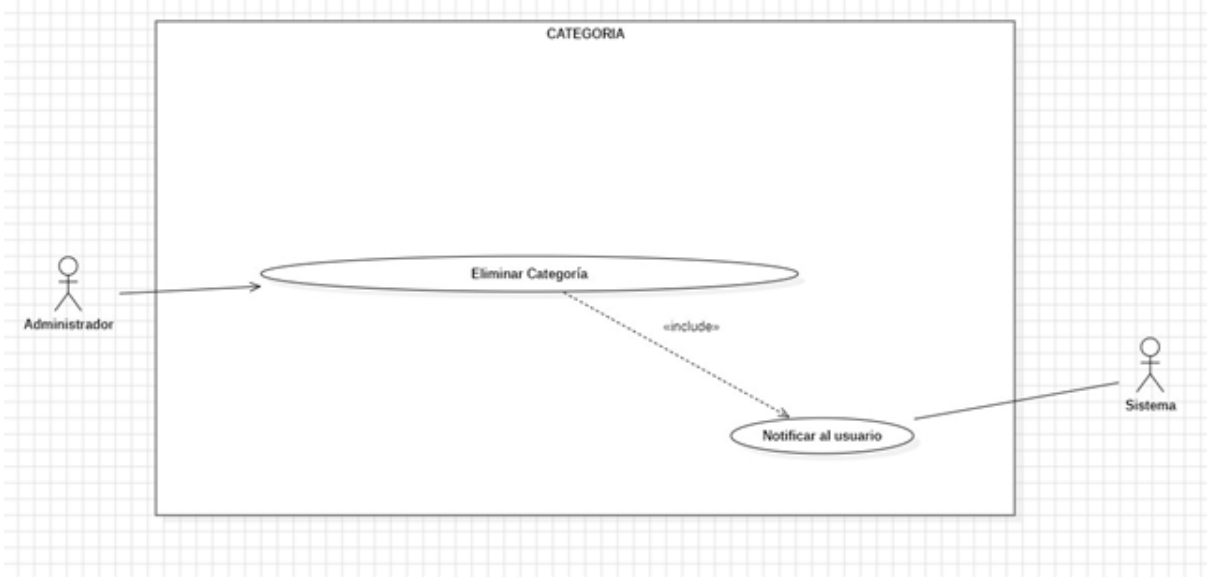 CATEGORIA
Eliminar Categoría
Administrador
«include»
Sistema
Notificar al usuario